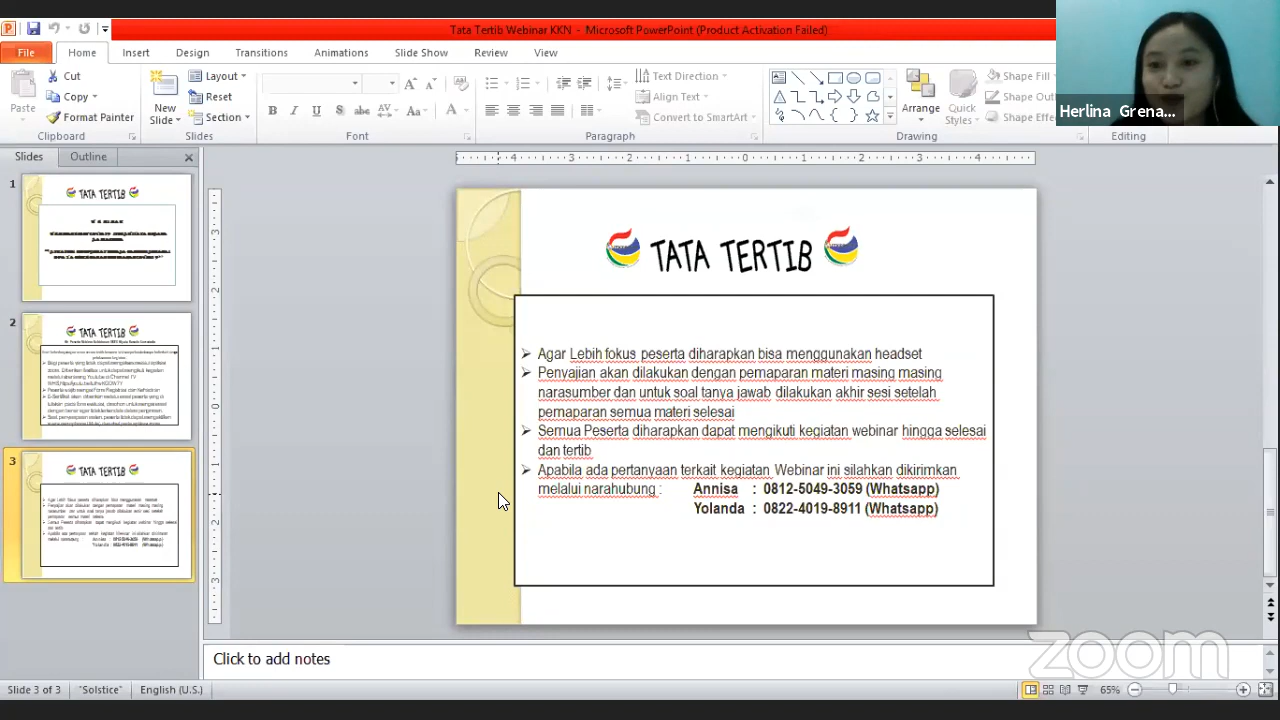 Tata Tertib Webinar KKN - Microsoft PowerPoint (Product Activation Failed)
File Home Insert Design Transitions Animations Slide Show Review View
Paste
Cut
Copy
Format Painter
Clipboard
New Slide
Layout
Reset
Section
Slides
Font
Text Direction
Align Text
Convert to SmartArt
Paragraph
Arrange
Quick Styles
Shape Fill
Shape Out
Shape Effe
Drawing
Editing
Herlina Grena...
Slides Outline
1
TATA TERTIB
2
TATA TERTIB
3
TATA TERTIB
TATA TERTIB
Agar Lebih fokus peserta diharapkan bisa menggunakan headset
Penyajian akan dilakukan dengan pemaparan materi masing masing
narasumber dan untuk soal tanya jawab dilakukan akhir sesi setelah
pemaparan semua materi selesai
Semua Peserta diharapkan dapat mengikuti kegiatan webinar hingga selesai
dan tertib
Apabila ada pertanyaan terkait kegiatan Webinar ini silahkan dikirimkan
melalui narahubung : Annisa : 0812-5049-3059 (Whatsapp)
Yolanda : 0822-4019-8911 (Whatsapp)
Click to add notes
zoom
Slide 3 of 3 "Solstice" English (U.S.) 65%